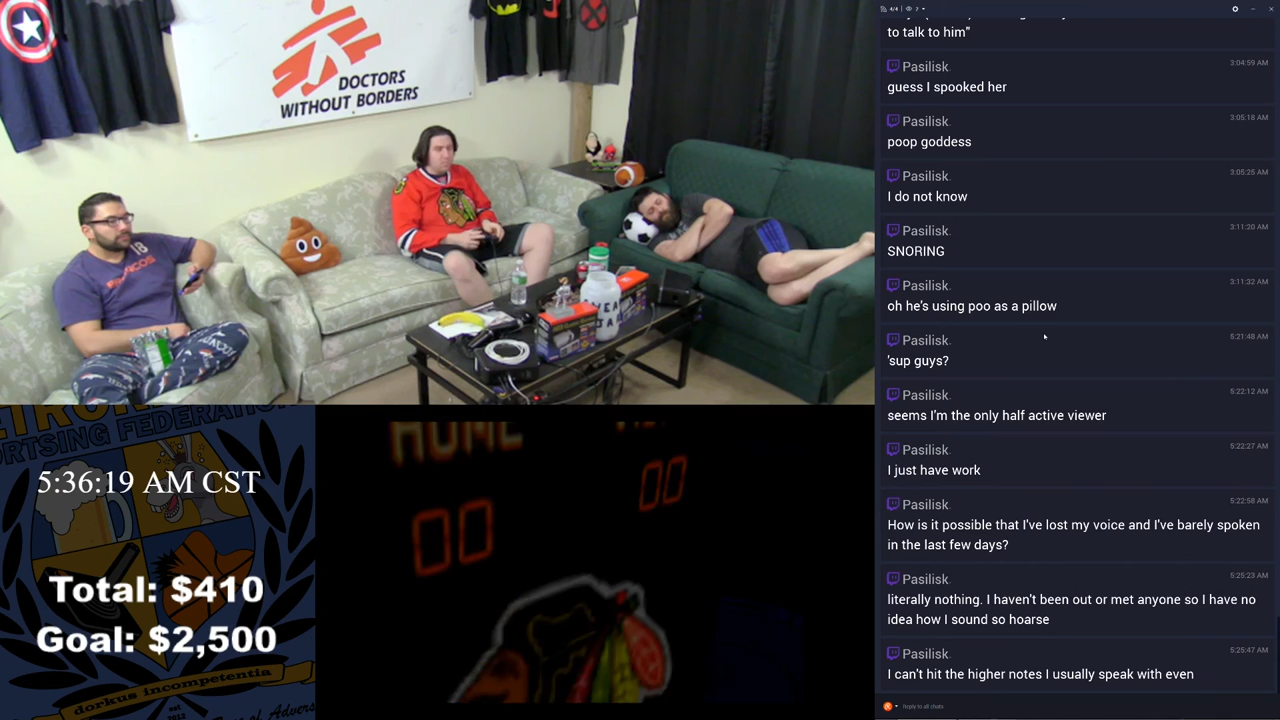 DOCTORS
WITHOUT BORDERS
HOME
00
00
5:36:19 AM CST
Total: $410
Goal: $2,500
dorkus incompetentia
4/4
7
to talk to him"
Pasilisk
3:04:59 AM
guess I spooked her
Pasilisk
3:05:18 AM
poop goddess
Pasilisk
3:05:25 AM
I do not know
Pasilisk
3:11:20 AM
SNORING
Pasilisk
3:11:32 AM
oh he's using poo as a pillow
Pasilisk
5:21:48 AM
'sup guys?
Pasilisk
5:22:12 AM
seems I'm the only half active viewer
Pasilisk
5:22:27 AM
I just have work
Pasilisk
5:22:58 AM
How is it possible that I've lost my voice and I've barely spoken
in the last few days?
Pasilisk
5:25:23 AM
literally nothing. I haven't been out or met anyone so I have no
idea how I sound so hoarse
Pasilisk
5:25:47 AM
I can't hit the higher notes I usually speak with even
Reply to all chats